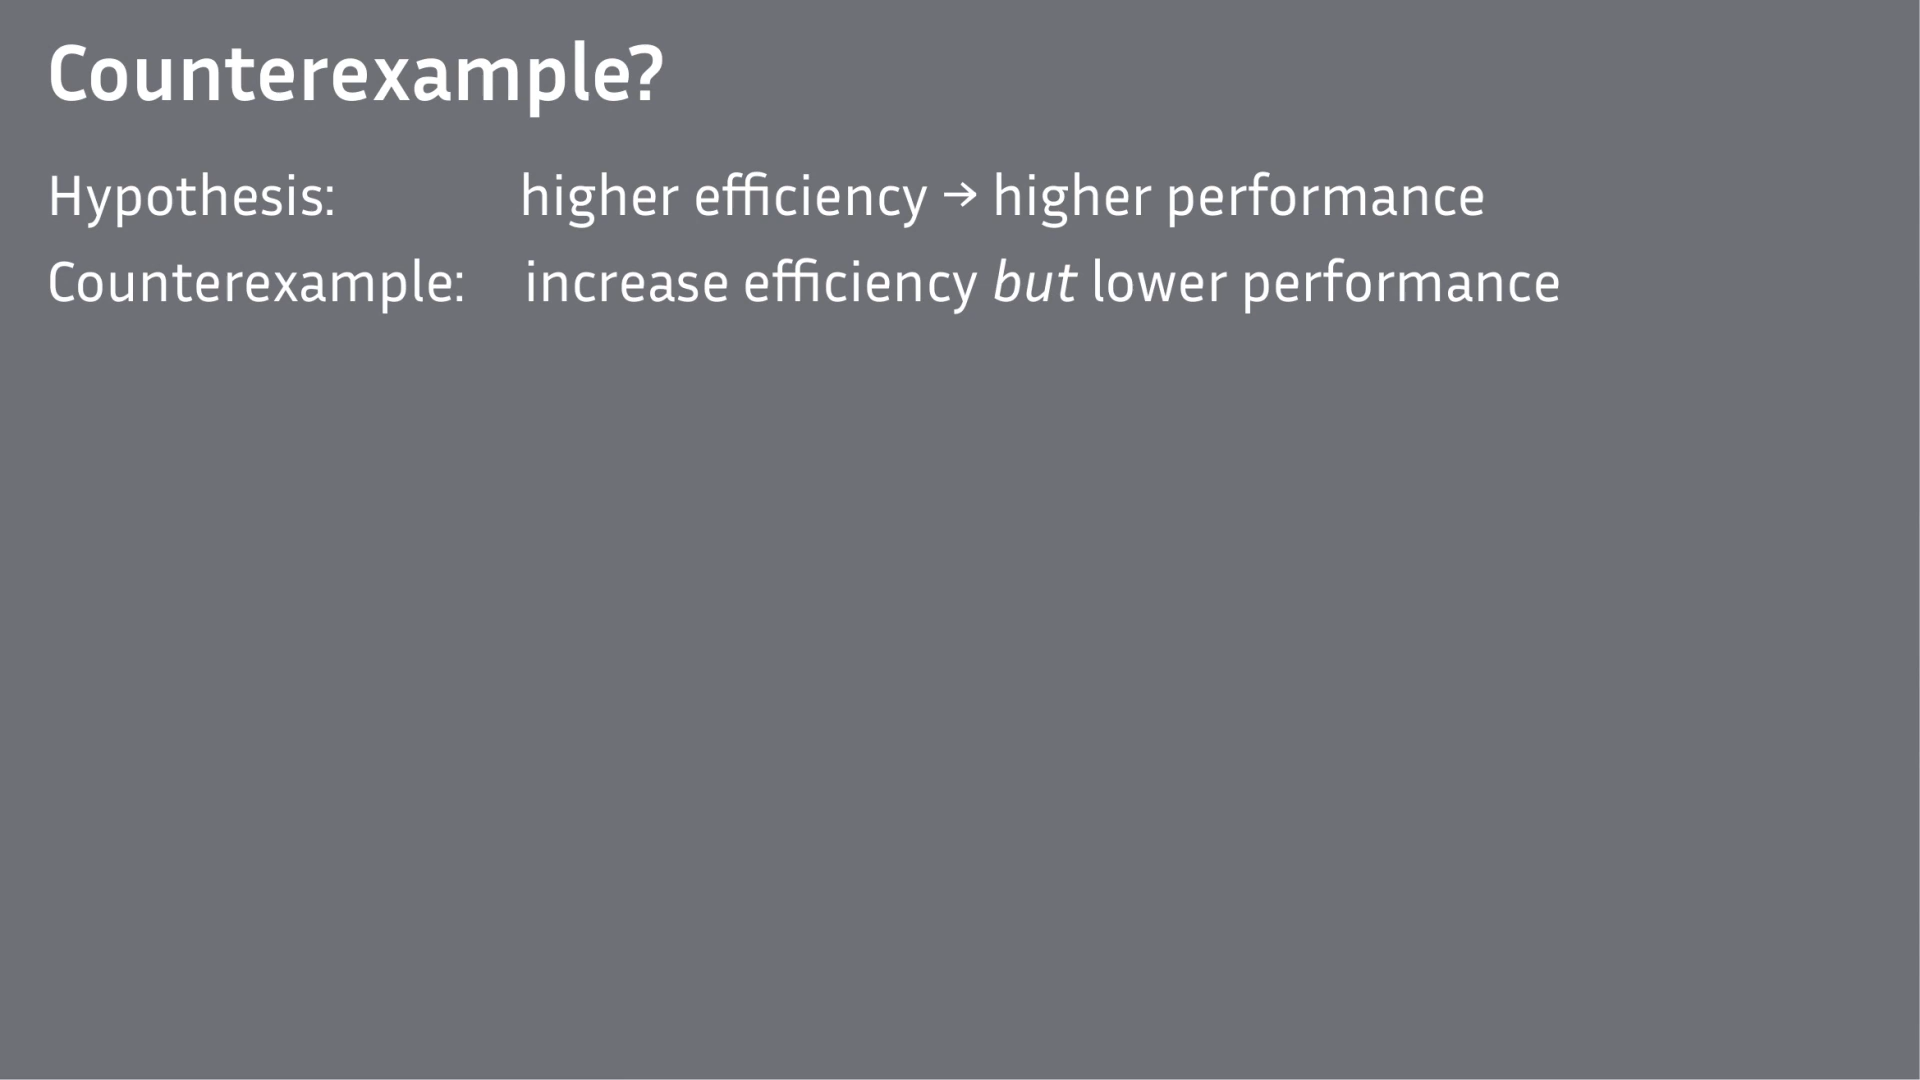 Counterexample?
Hypothesis: higher efficiency → higher performance
Counterexample: increase efficiency but lower performance